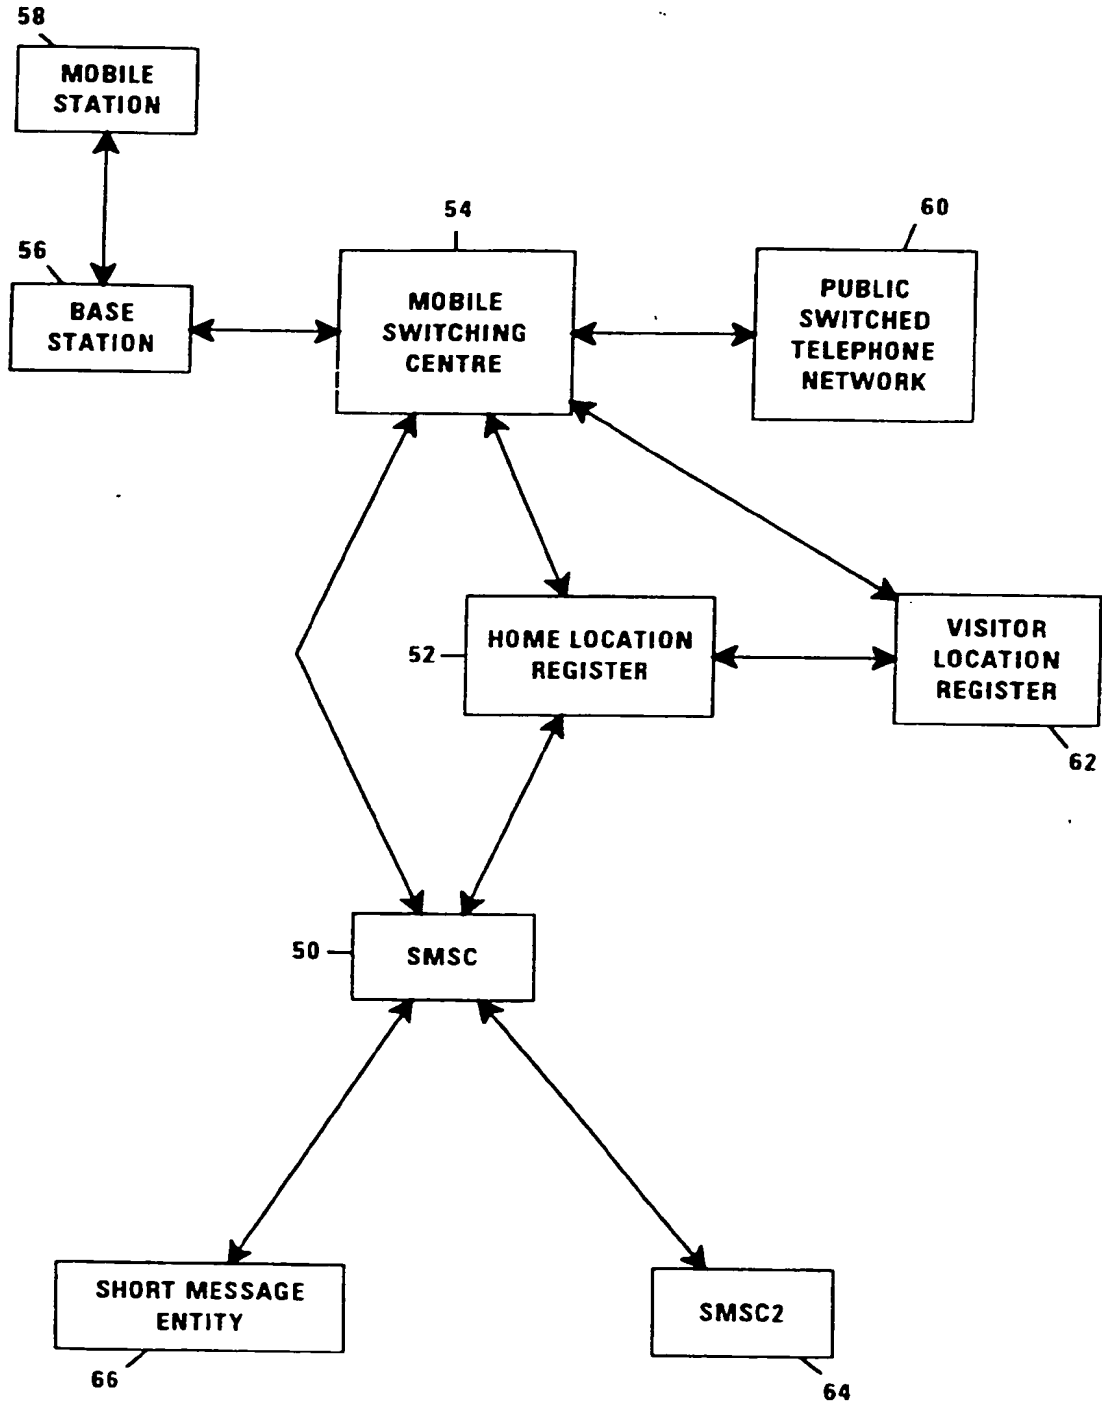 58
MOBILE
STATION
54
60
56
BASE
STATION
MOBILE
SWITCHING
CENTRE
PUBLIC
SWITCHED
TELEPHONE
NETWORK
52
HOME LOCATION
REGISTER
VISITOR
LOCATION
REGISTER
62
50
SMSC
SHORT MESSAGE
ENTITY
66
SMSC2
64